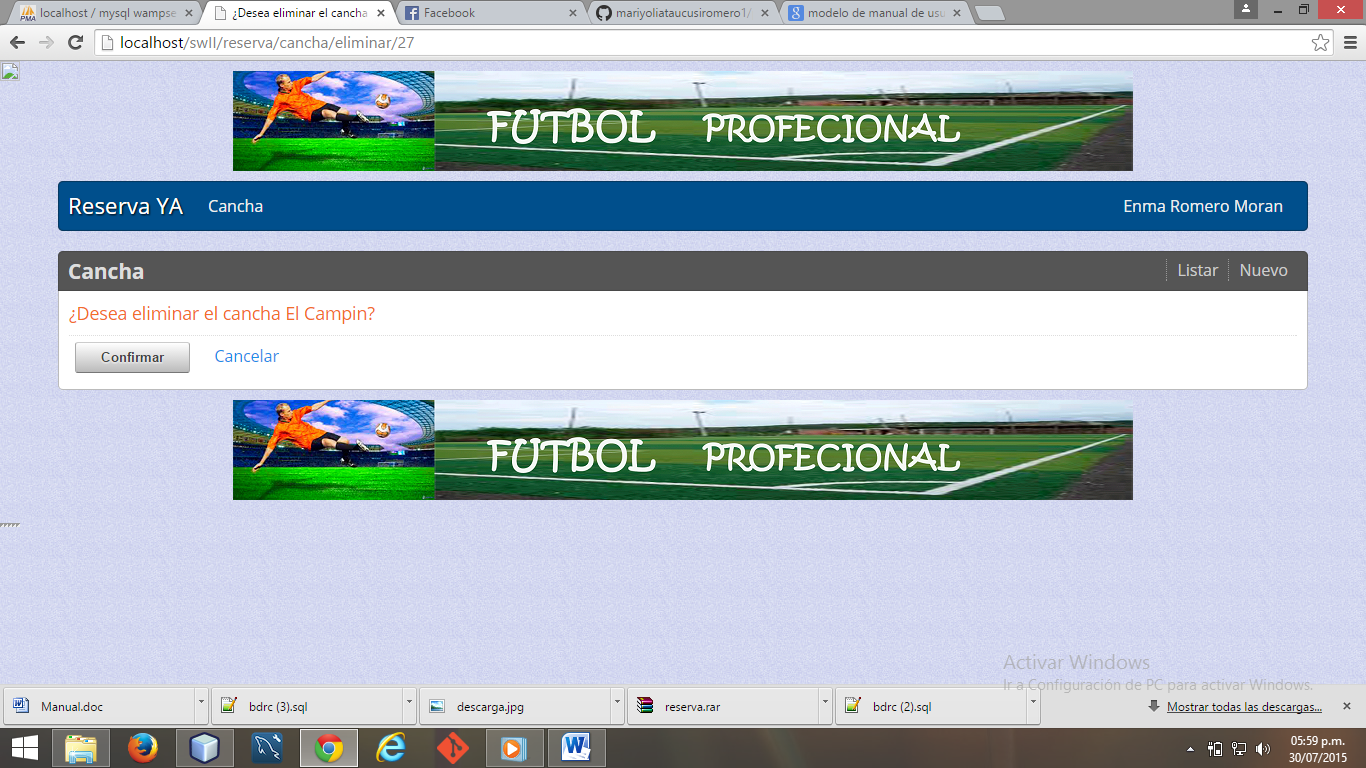 localhost / mysql wampse
¿Desea eliminar el cancha
Facebook
mariyoliataucusiromero1/
modelo de manual de usu
localhost/swll/reserva/cancha/eliminar/27
FUTBOL PROFECIONAL
Reserva YA
Cancha
Enma Romero Moran
Cancha
Listar
Nuevo
¿Desea eliminar el cancha El Campin?
Confirmar
Cancelar
FUTBOL PROFECIONAL
Activar Windows
Ir a Configuración de PC para activar Windows.
Manual.doc
bdrc (3).sql
descarga.jpg
reserva.rar
bdrc (2).sql
Mostrar todas las descargas...
05:59 p.m.
30/07/2015